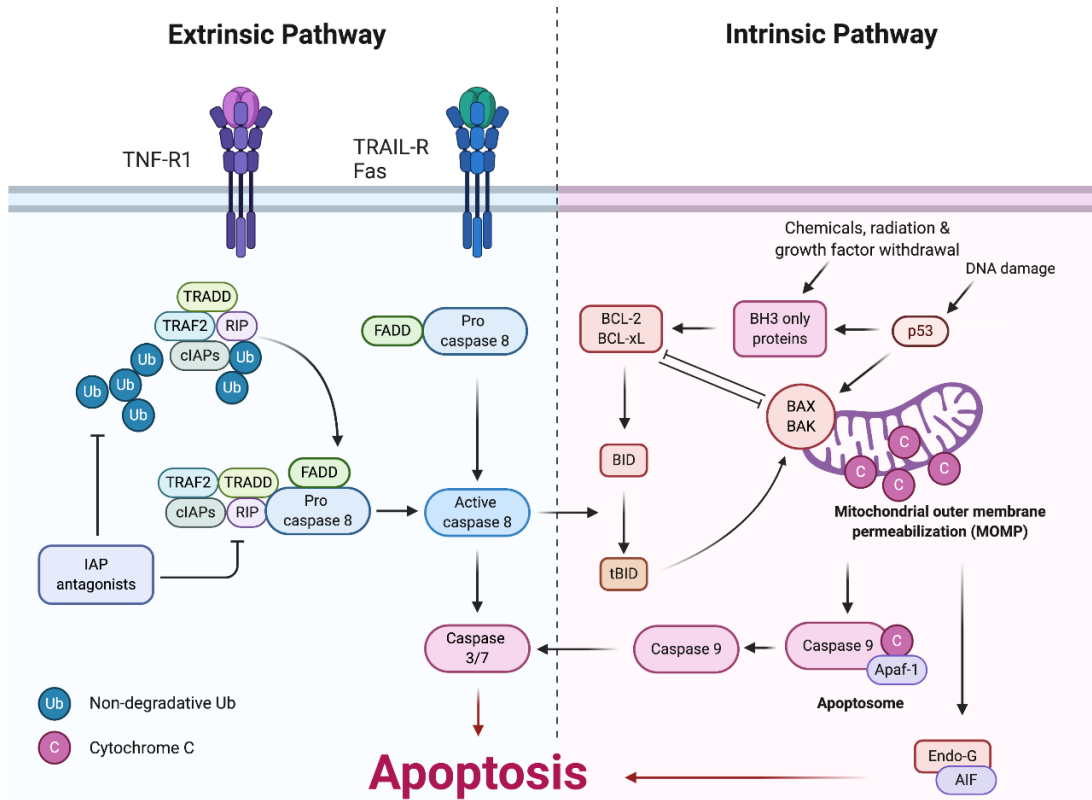 Extrinsic Pathway
Intrinsic Pathway
TNF-R1
TRAIL-R
Fas
Chemicals, radiation &
growth factor withdrawal
DNA damage
TRADD
TRAF2
RIP
cIAPs
Ub
Ub
Ub
Ub
Ub
Ub
FADD
Pro
caspase 8
BCL-2
BCL-xL
BH3 only
proteins
p53
BAX
BAK
C
C
C
C
Mitochondrial outer membrane
permeabilization (MOMP)
BID
tBID
FADD
TRAF2
TRADD
cIAPs
RIP
Pro
caspase 8
Active
caspase 8
IAP
antagonists
Caspase
3/7
Caspase 9
Caspase 9
C
Apaf-1
Apoptosome
Ub
Non-degradative Ub
C
Cytochrome C
Endo-G
AIF
Apoptosis